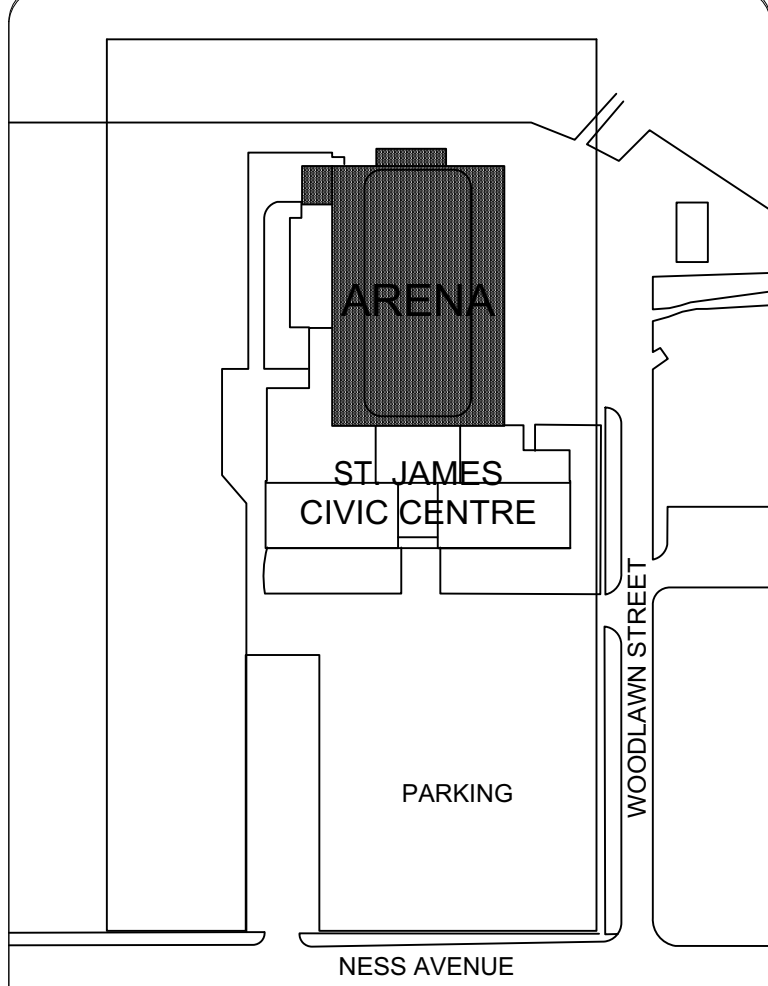 ARENA
ST. JAMES
CIVIC CENTRE
WOODLAWN STREET
PARKING
NESS AVENUE